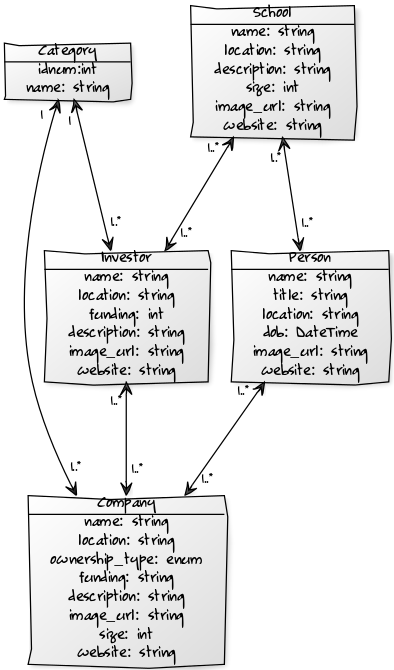 School
name: string
location: string
description: string
size: int
image_url: string
website: string
Category
idnum:int
name: string
1
1
1..*
1..*
1..*
1..*
1..*
Investor
name: string
location: string
funding: int
description: string
image_url: string
website: string
Person
name: string
title: string
location: string
dob: DateTime
image_url: string
website: string
1..*
1..*
1..*
1..*
1..*
Company
name: string
location: string
ownership_type: enum
funding: string
description: string
image_url: string
size: int
website: string